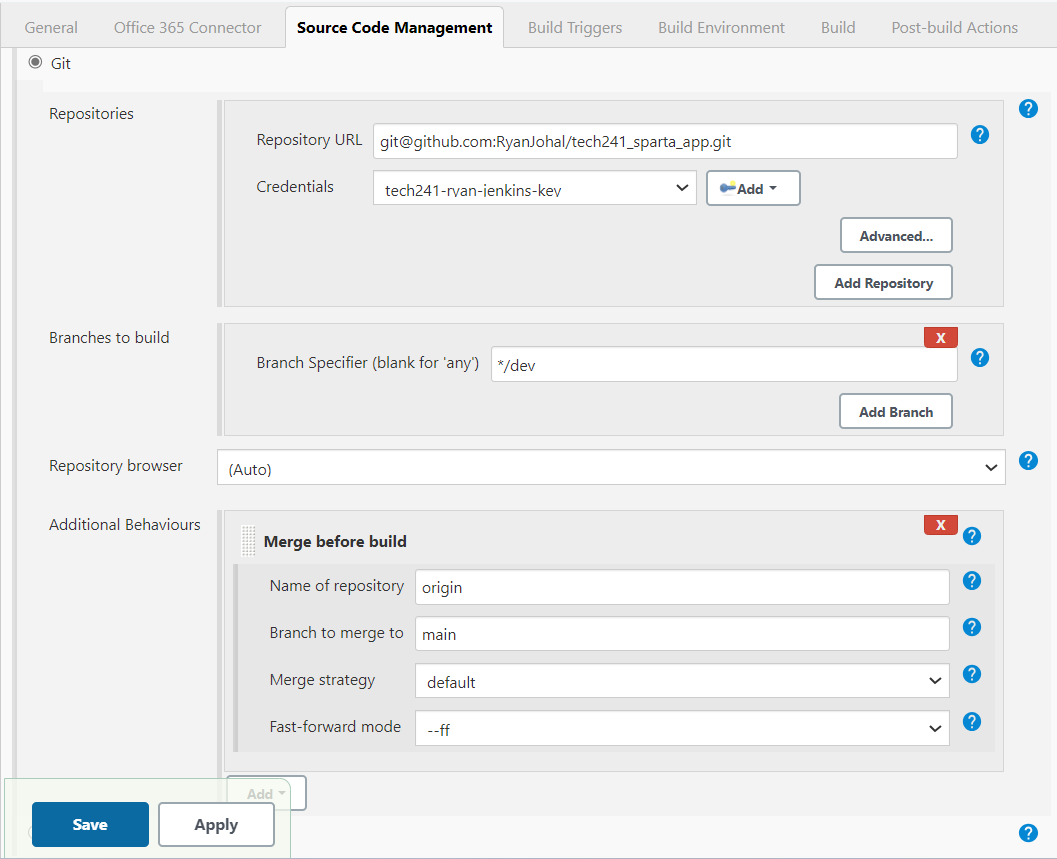 General Office 365 Connector Source Code Management Build Triggers Build Environment Build Post-build Actions
Git
Repositories
Repository URL git@github.com:RyanJohal/tech241_sparta_app.git
Credentials tech241-ryan-jenkins-key Add
Advanced...
Add Repository
Branches to build
X
Branch Specifier (blank for 'any') */dev
Add Branch
Repository browser (Auto)
Additional Behaviours
X
Merge before build
Name of repository origin
Branch to merge to main
Merge strategy default
Fast-forward mode --ff
Add
Save Apply